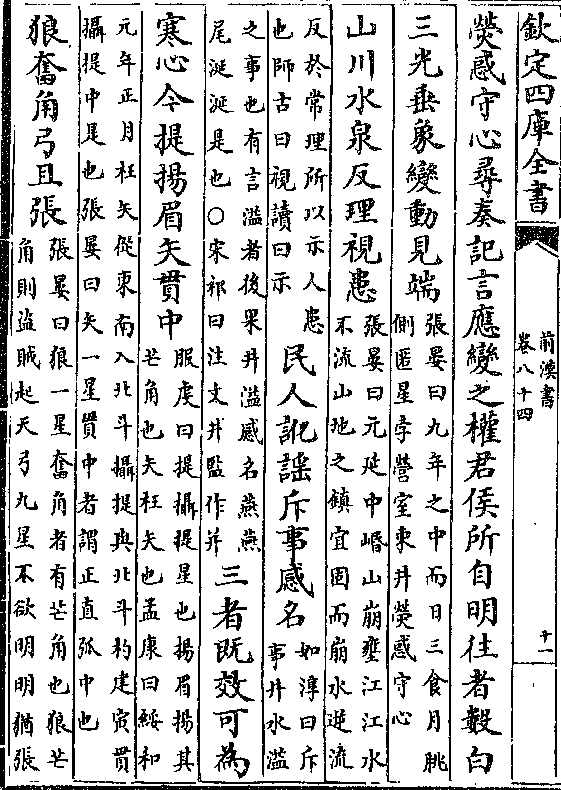 欽定四庫全書
前漢書
卷八十四
十一
熒惑守心尋奏記言應變之權君侯所自明往者數白
三光垂象變動見端
張晏曰九年之中而日三食月朓
側匿星孛營室東井熒惑守心
山川水泉反理視患
張晏曰元延中㟭山崩壅江江水
不流山地之鎮宜固而崩水逆流
反於常理所以示人患
也師古曰視讀曰示
民人訛謠斥事感名
如淳曰斥
事井水溢
之事也有言溢者後果井溢感名燕燕
尾涎涎是也○宋祁曰注文井監作并
三者既效可為
寒心今提揚眉矢貫中
服虔曰提攝提星也揚眉揚其
芒角也矢枉矢也孟康曰綏和
元年正月枉矢從東南入北斗攝提與北斗杓建寅貫
攝提中是也張晏曰矢一星貫中者謂正直弧中也
狼奮角弓且張
張晏曰狼一星奮角者有芒角也狼芒
角則盜賊起天弓九星不欲明明猶張